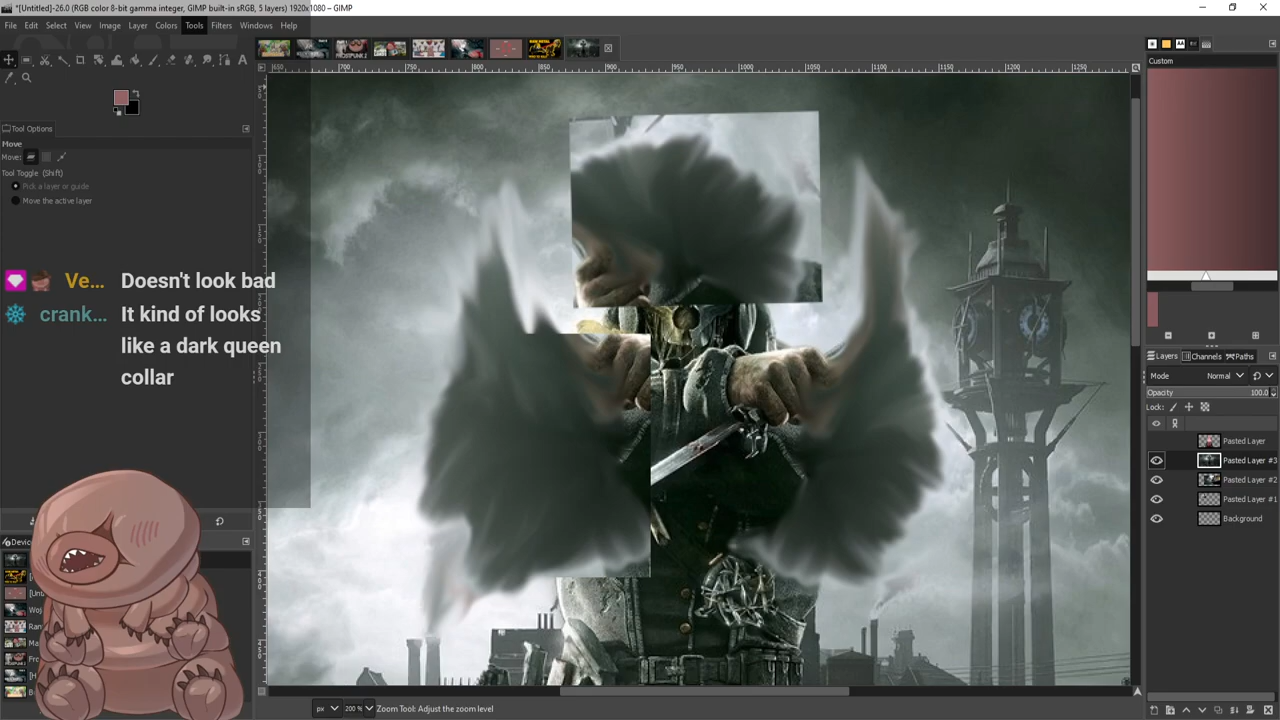 *[Untitled]-26.0 (RGB color 8-bit gamma integer, GIMP built-in sRGB, 5 layers) 1920x1080 – GIMP
File Edit Select View Image Layer Colors Tools Filters Windows Help
Tool Options
Move
Move:
Tool Toggle (Shift)
Pick a layer or guide
Move the active layer
Ve... Doesn't look bad
crank... It kind of looks
like a dark queen
collar
Custom
Layers Channels Paths
Mode Normal
Opacity 100.0
Lock:
Pasted Layer
Pasted Layer #3
Pasted Layer #2
Pasted Layer #1
Background
px 200 % Zoom Tool: Adjust the zoom level